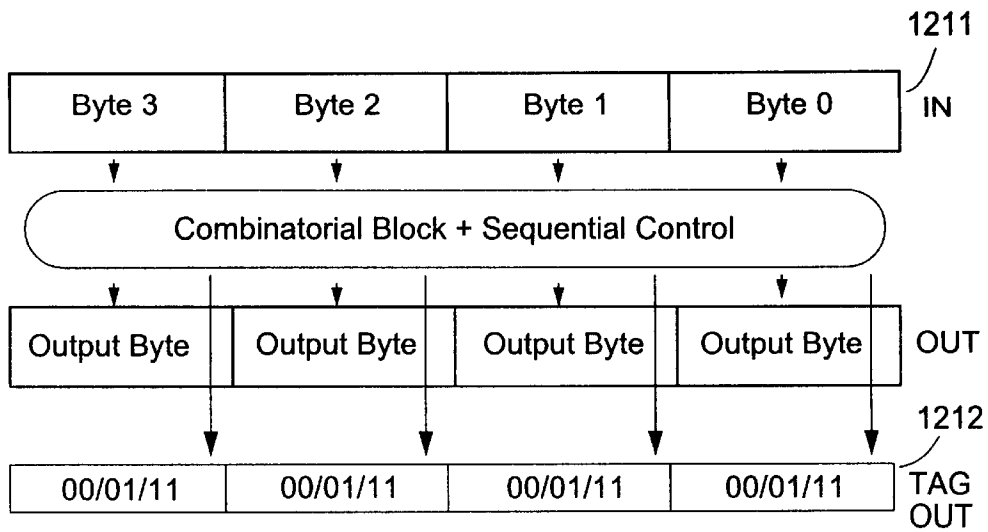 1211
Byte 3 Byte 2 Byte 1 Byte 0 IN
Combinatorial Block + Sequential Control
Output Byte Output Byte Output Byte Output Byte OUT
1212
00/01/11 00/01/11 00/01/11 00/01/11 TAG
OUT